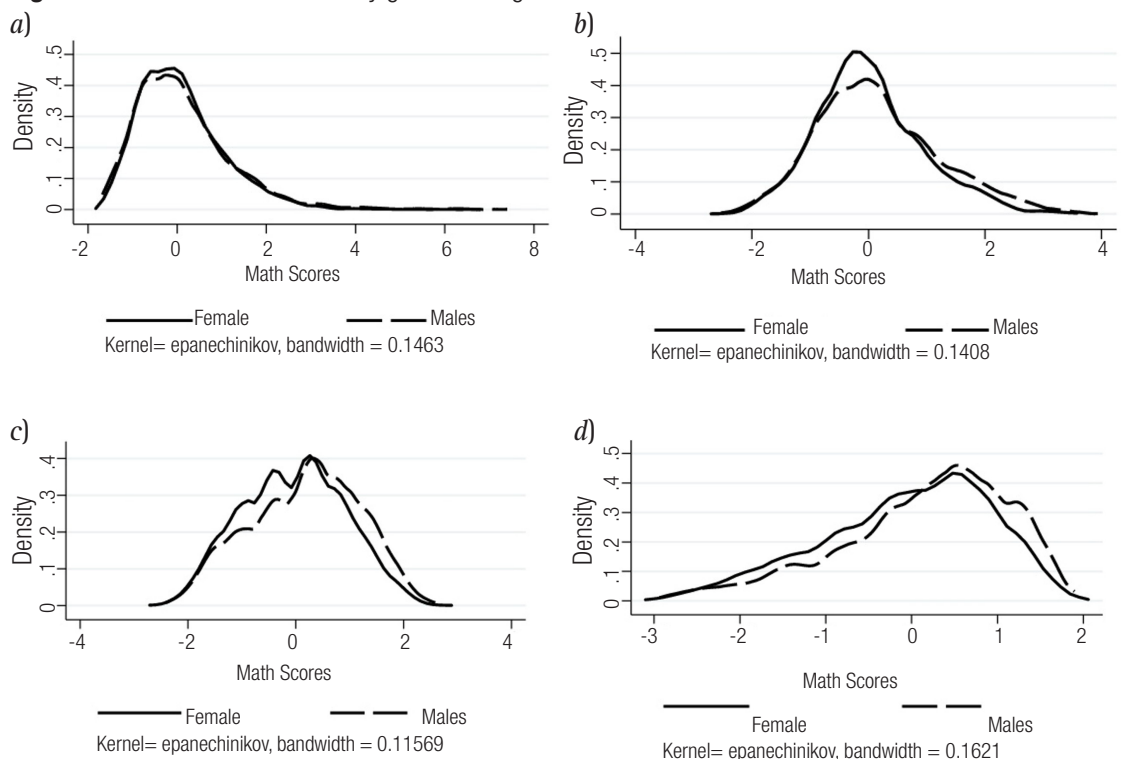 a)
.5
.4
.3
.2
.1
0
Density
-2 0 2 4 6 8
Math Scores
Female Males
Kernel= epanechinikov, bandwidth = 0.1463
b)
.5
.4
.3
.2
.1
0
Density
-4 -2 0 2 4
Math Scores
Female Males
Kernel= epanechinikov, bandwidth = 0.1408
c)
.4
.3
.2
.1
0
Density
-4 -2 0 2 4
Math Scores
Female Males
Kernel= epanechinikov, bandwidth = 0.11569
d)
.5
.4
.3
.2
.1
0
Density
-3 -2 -1 0 1 2
Math Scores
Female Males
Kernel= epanechinikov, bandwidth = 0.1621